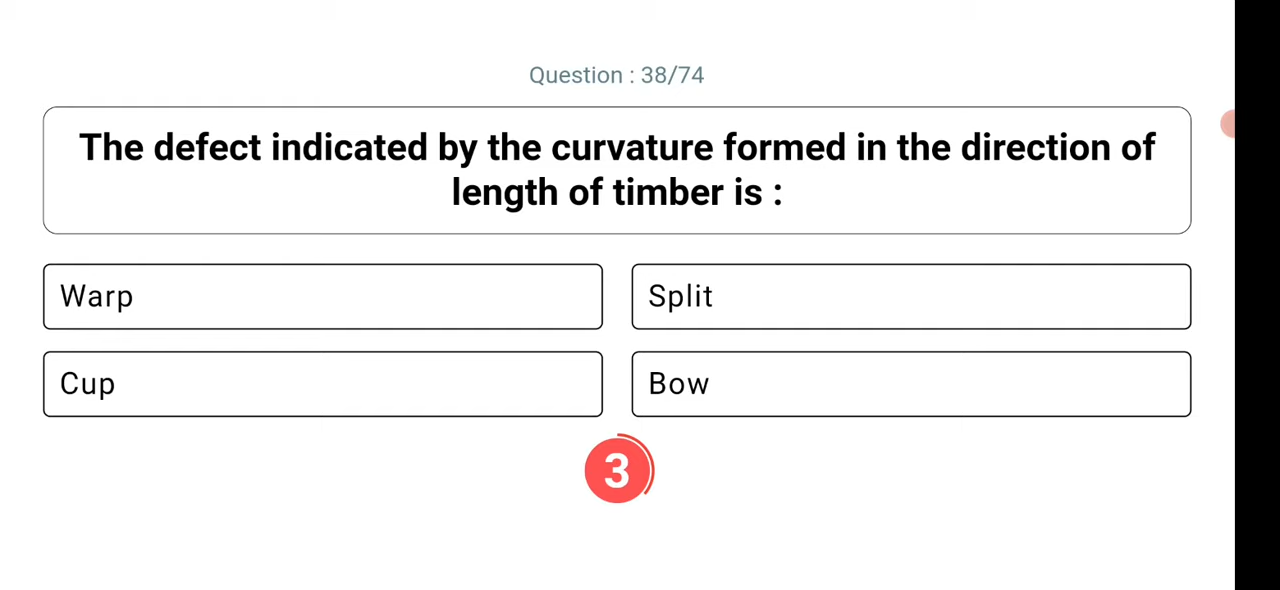 Question : 38/74
The defect indicated by the curvature formed in the direction of
length of timber is :
Warp
Split
Cup
Bow
3